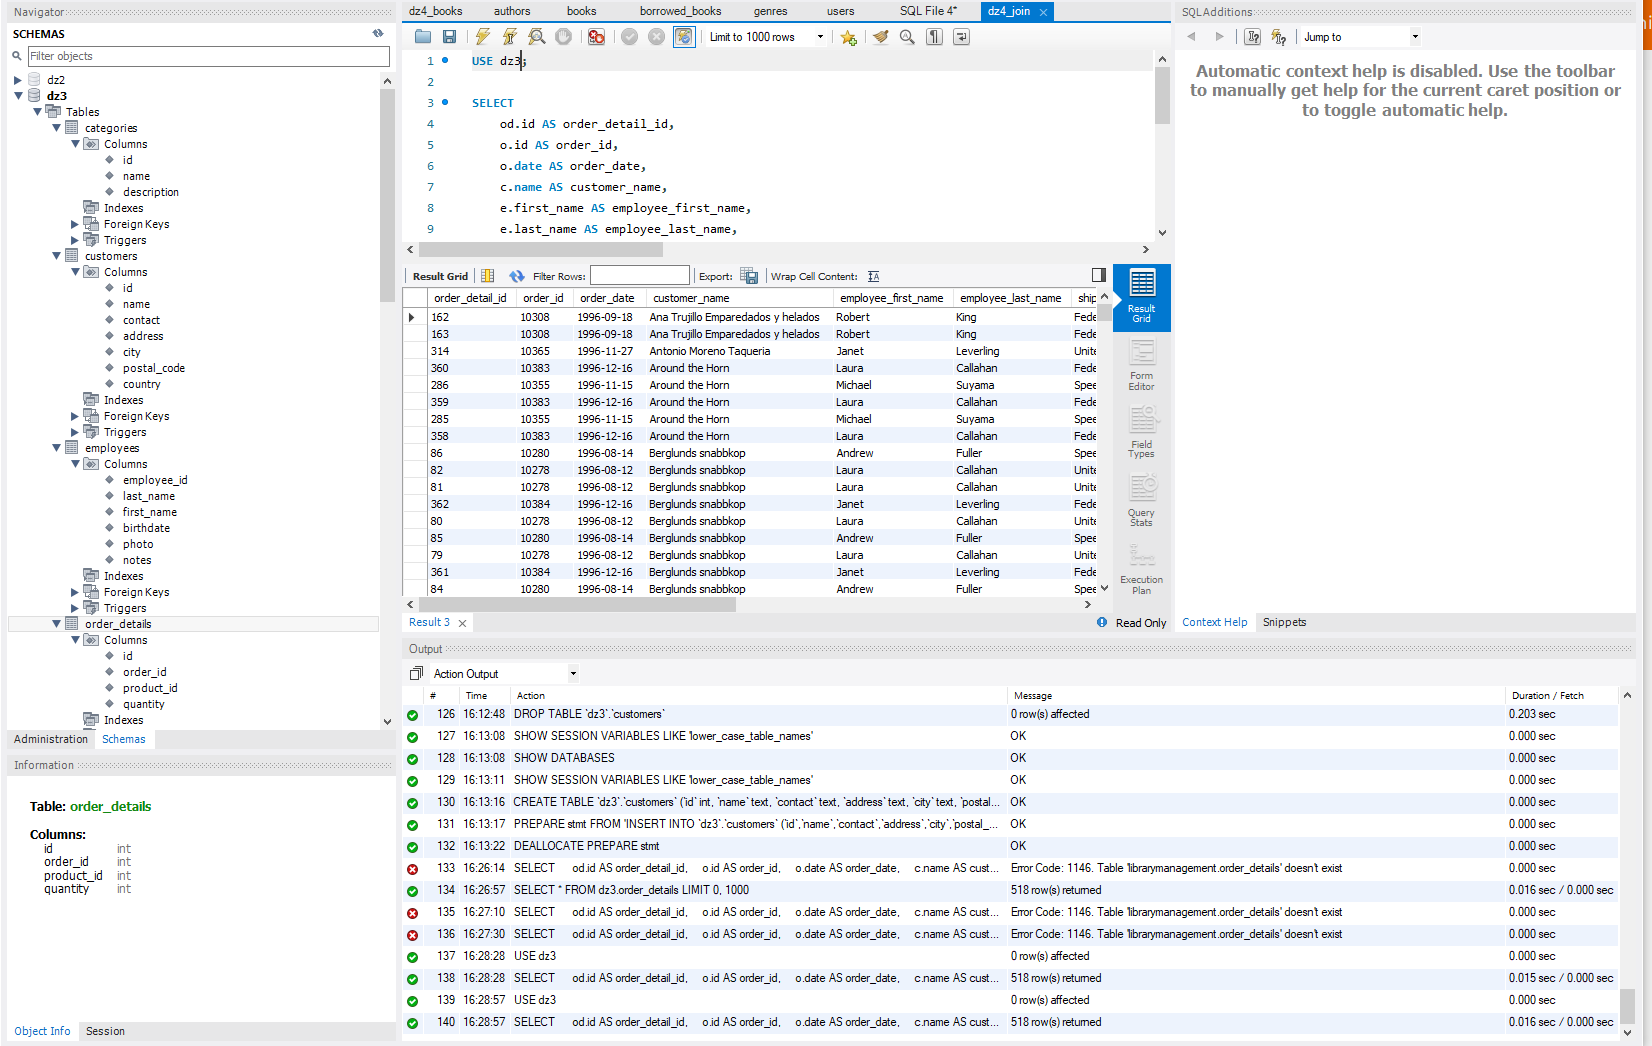 Navigator
SCHEMAS
Filter objects
dz2
dz3
Tables
categories
Columns
id
name
description
Indexes
Foreign Keys
Triggers
customers
Columns
id
name
contact
address
city
postal_code
country
Indexes
Foreign Keys
Triggers
employees
Columns
employee_id
last_name
first_name
birthdate
photo
notes
Indexes
Foreign Keys
Triggers
order_details
Columns
id
order_id
product_id
quantity
Indexes
Administration Schemas
Information
Table: order_details
Columns:
id int
order_id int
product_id int
quantity int
Object Info Session
dz4_books authors books borrowed_books genres users SQL File 4* dz4_join
Limit to 1000 rows
1 USE dz3;
2
3 SELECT
4 od.id AS order_detail_id,
5 o.id AS order_id,
6 o.date AS order_date,
7 c.name AS customer_name,
8 e.first_name AS employee_first_name,
9 e.last_name AS employee_last_name,
Result Grid Filter Rows: Export: Wrap Cell Content:
order_detail_id order_id order_date customer_name employee_first_name employee_last_name ship
162 10308 1996-09-18 Ana Trujillo Emparedados y helados Robert King Fede
163 10308 1996-09-18 Ana Trujillo Emparedados y helados Robert King Fede
314 10365 1996-11-27 Antonio Moreno Taqueria Janet Leverling Unite
360 10383 1996-12-16 Around the Horn Laura Callahan Fede
286 10355 1996-11-15 Around the Horn Michael Suyama Spee
359 10383 1996-12-16 Around the Horn Laura Callahan Fede
285 10355 1996-11-15 Around the Horn Michael Suyama Spee
358 10383 1996-12-16 Around the Horn Laura Callahan Fede
86 10280 1996-08-14 Berglunds snabbkop Andrew Fuller Spee
82 10278 1996-08-12 Berglunds snabbkop Laura Callahan Unite
81 10278 1996-08-12 Berglunds snabbkop Laura Callahan Unite
362 10384 1996-12-16 Berglunds snabbkop Janet Leverling Fede
80 10278 1996-08-12 Berglunds snabbkop Laura Callahan Unite
85 10280 1996-08-14 Berglunds snabbkop Andrew Fuller Spee
79 10278 1996-08-12 Berglunds snabbkop Laura Callahan Unite
361 10384 1996-12-16 Berglunds snabbkop Janet Leverling Fede
84 10280 1996-08-14 Berglunds snabbkop Andrew Fuller Spee
Result Grid
Form Editor
Field Types
Query Stats
Execution Plan
Result 3 Read Only
SQLAdditions
Jump to
Automatic context help is disabled. Use the toolbar
to manually get help for the current caret position or
to toggle automatic help.
Context Help Snippets
Output
Action Output
# Time Action Message Duration / Fetch
126 16:12:48 DROP TABLE `dz3`.`customers` 0 row(s) affected 0.203 sec
127 16:13:08 SHOW SESSION VARIABLES LIKE 'lower_case_table_names' OK 0.000 sec
128 16:13:08 SHOW DATABASES OK 0.000 sec
129 16:13:11 SHOW SESSION VARIABLES LIKE 'lower_case_table_names' OK 0.000 sec
130 16:13:16 CREATE TABLE `dz3`.`customers` (`id` int, `name` text, `contact` text, `address` text, `city` text, `postal_... OK 0.000 sec
131 16:13:17 PREPARE stmt FROM 'INSERT INTO `dz3`.`customers` (`id`,`name`,`contact`,`address`,`city`,`postal_... OK 0.000 sec
132 16:13:22 DEALLOCATE PREPARE stmt OK 0.000 sec
133 16:26:14 SELECT od.id AS order_detail_id, o.id AS order_id, o.date AS order_date, c.name AS cust... Error Code: 1146. Table 'librarymanagement.order_details' doesn't exist 0.000 sec
134 16:26:57 SELECT * FROM dz3.order_details LIMIT 0, 1000 518 row(s) returned 0.016 sec / 0.000 sec
135 16:27:10 SELECT od.id AS order_detail_id, o.id AS order_id, o.date AS order_date, c.name AS cust... Error Code: 1146. Table 'librarymanagement.order_details' doesn't exist 0.000 sec
136 16:27:30 SELECT od.id AS order_detail_id, o.id AS order_id, o.date AS order_date, c.name AS cust... Error Code: 1146. Table 'librarymanagement.order_details' doesn't exist 0.000 sec
137 16:28:28 USE dz3 0 row(s) affected 0.000 sec
138 16:28:28 SELECT od.id AS order_detail_id, o.id AS order_id, o.date AS order_date, c.name AS cust... 518 row(s) returned 0.015 sec / 0.000 sec
139 16:28:57 USE dz3 0 row(s) affected 0.000 sec
140 16:28:57 SELECT od.id AS order_detail_id, o.id AS order_id, o.date AS order_date, c.name AS cust... 518 row(s) returned 0.016 sec / 0.000 sec